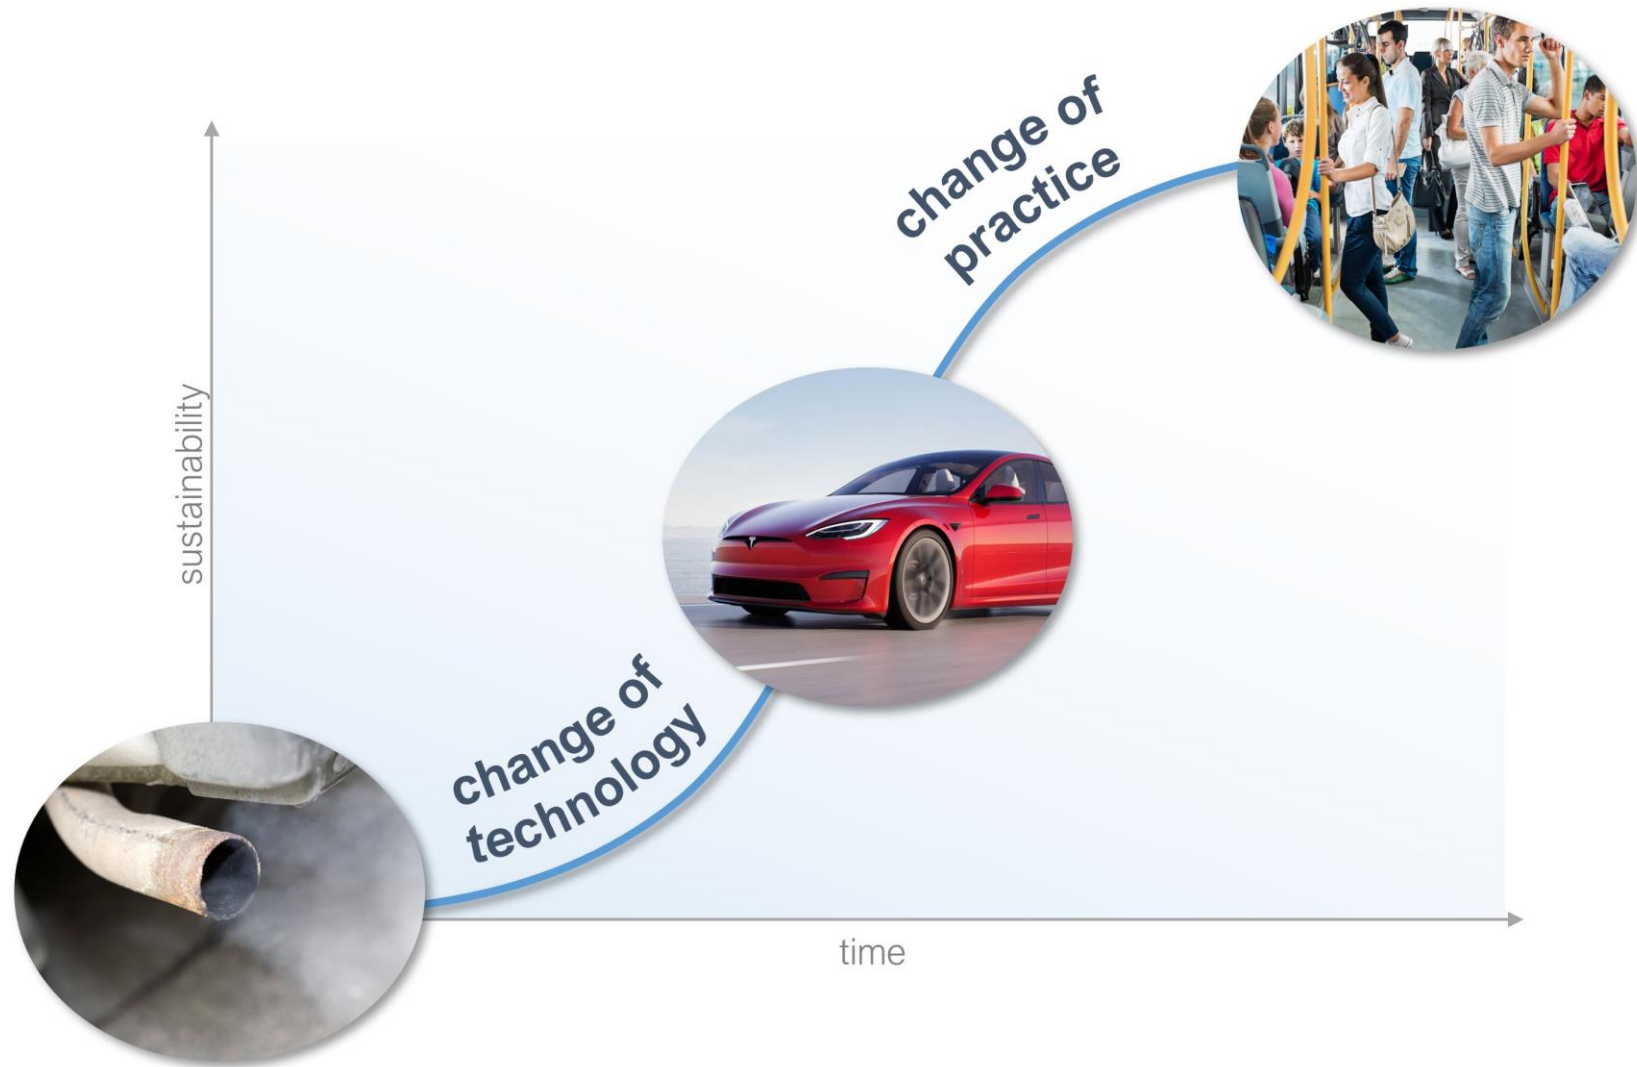 change of
practice
sustainability
change of
technology
time